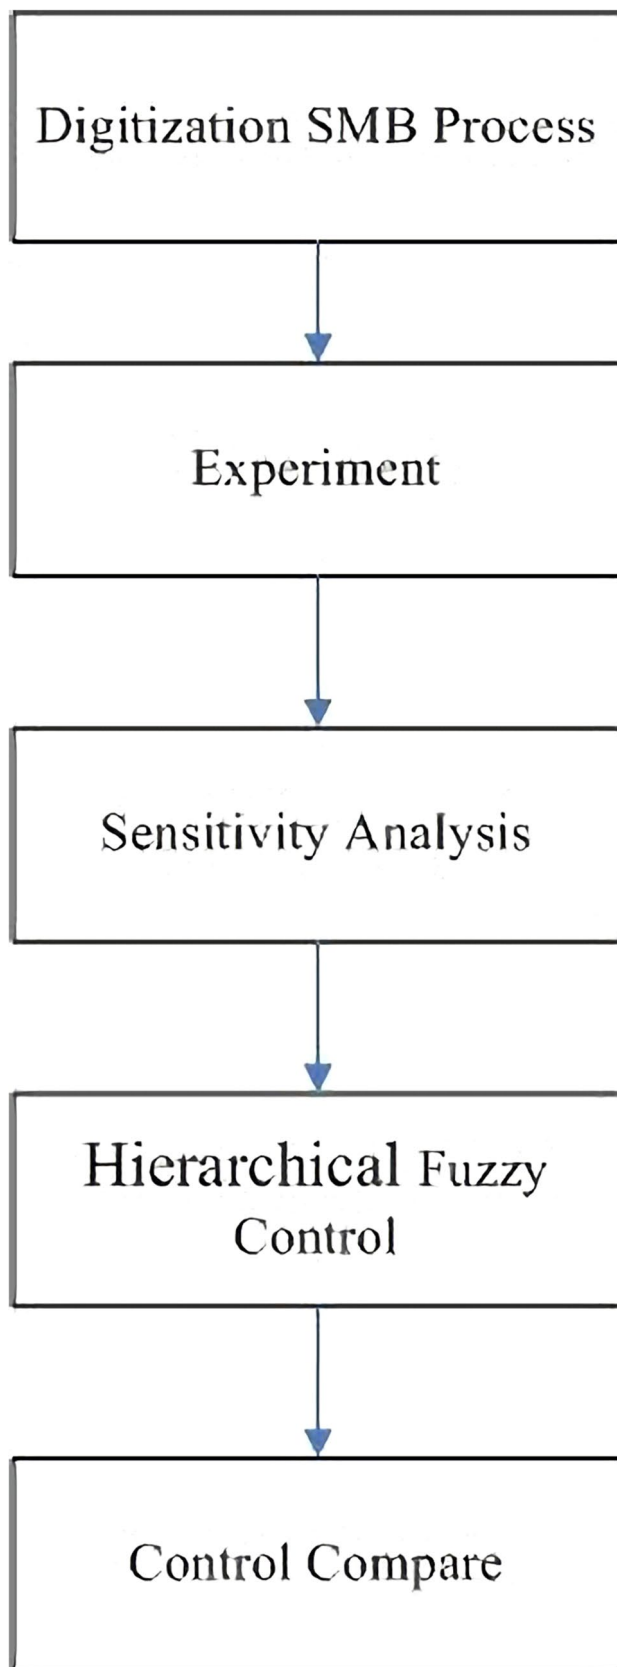 Digitization SMB Process
Experiment
Sensitivity Analysis
Hierarchical Fuzzy
Control
Control Compare